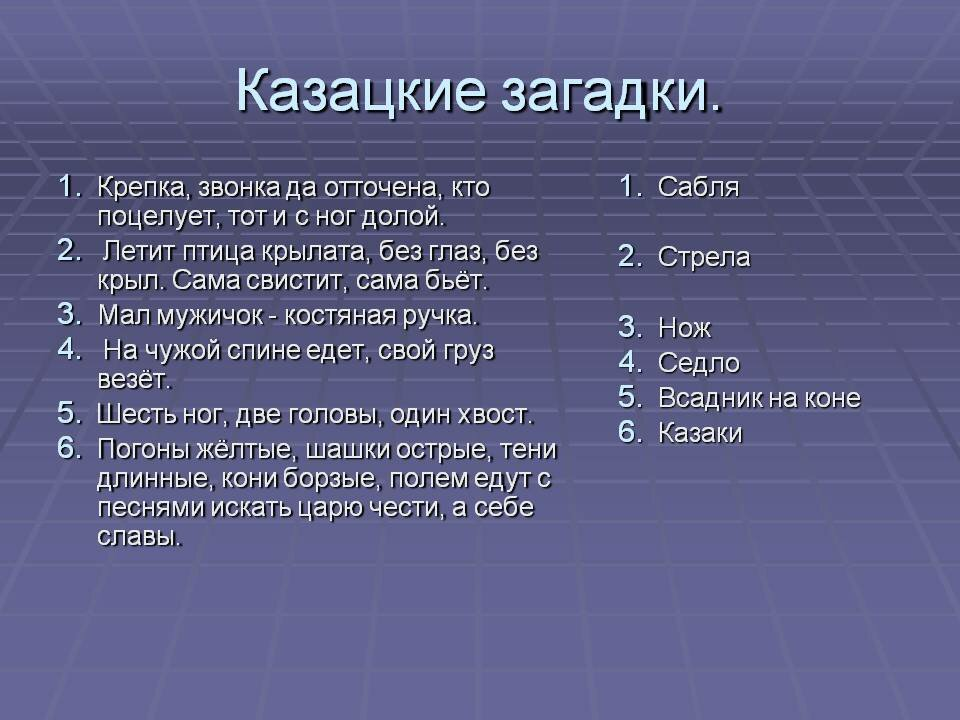 Казацкие загадки.
1. Крепка, звонка да отточена, кто
поцелует, тот и с ног долой.
2. Летит птица крылата, без глаз, без
крыл. Сама свистит, сама бьёт.
3. Мал мужичок - костяная ручка.
4. На чужой спине едет, свой груз
везёт.
5. Шесть ног, две головы, один хвост.
6. Погоны жёлтые, шашки острые, тени
длинные, кони борзые, полем едут с
песнями искать царю чести, а себе
славы.
1. Сабля
2. Стрела
3. Нож
4. Седло
5. Всадник на коне
6. Казаки